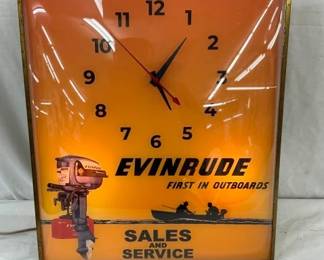 12
1
2
3
4
5
6
7
8
9
10
11
EVINRUDE
FIRST IN OUTBOARDS
SALES
AND
SERVICE